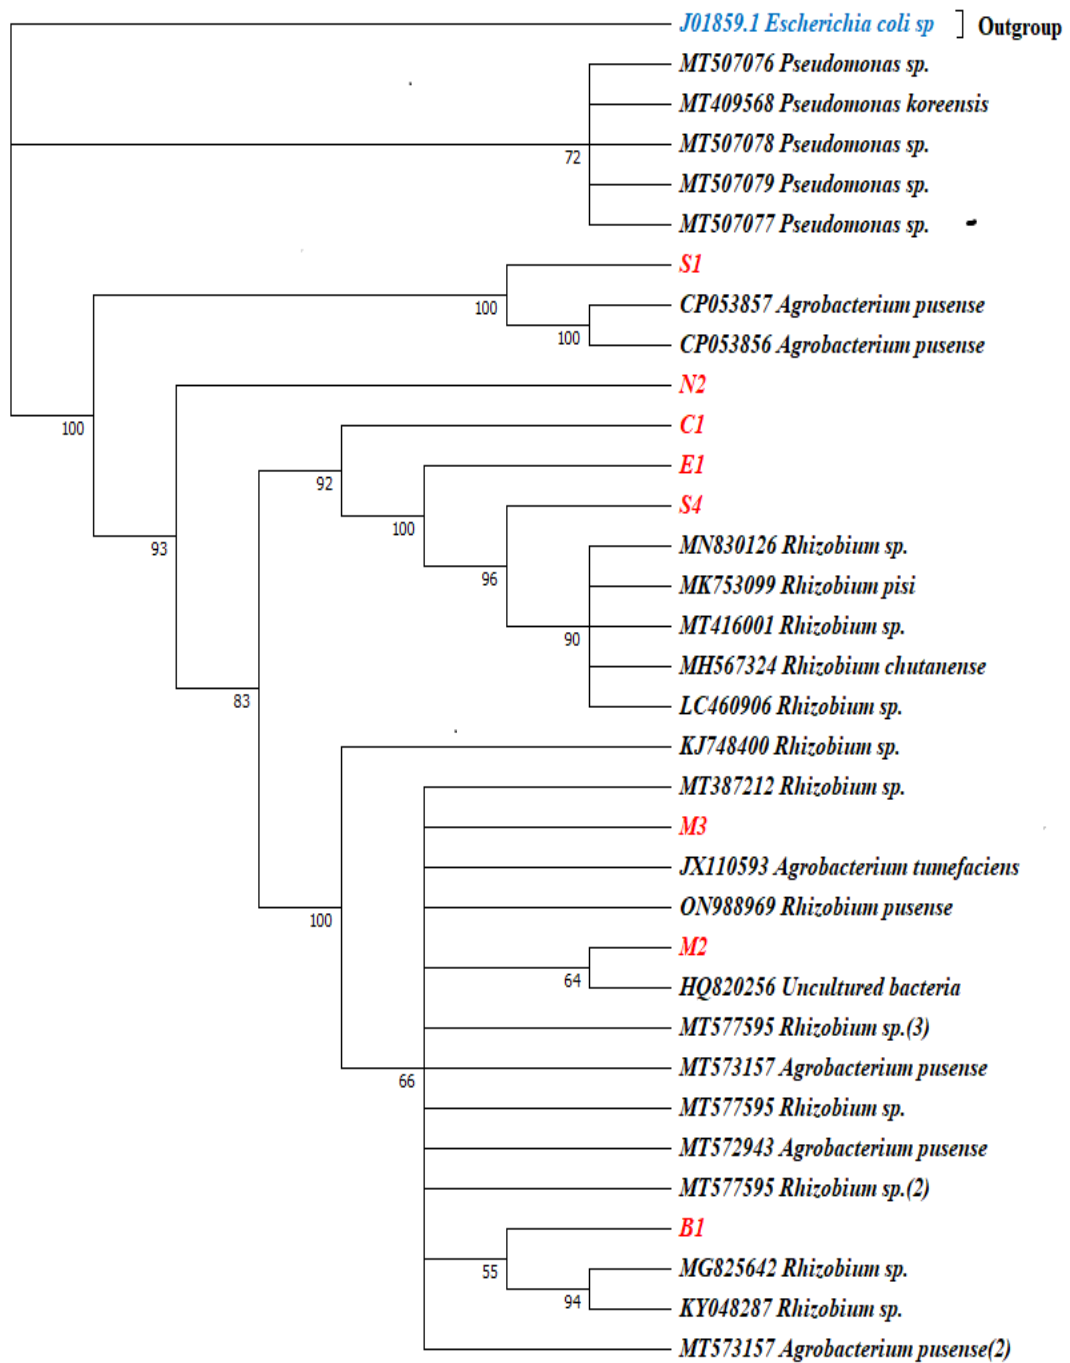 J01859.1 Escherichia coli sp ] Outgroup
MT507076 Pseudomonas sp.
MT409568 Pseudomonas koreensis
MT507078 Pseudomonas sp.
72
MT507079 Pseudomonas sp.
MT507077 Pseudomonas sp.
S1
CP053857 Agrobacterium pusense
100
100
CP053856 Agrobacterium pusense
N2
C1
100
E1
92
S4
100
MN830126 Rhizobium sp.
93
MK753099 Rhizobium pisi
96
MT416001 Rhizobium sp.
90
MH567324 Rhizobium chutanense
LC460906 Rhizobium sp.
83
KJ748400 Rhizobium sp.
MT387212 Rhizobium sp.
M3
JX110593 Agrobacterium tumefaciens
ON988969 Rhizobium pusense
100
M2
64
HQ820256 Uncultured bacteria
MT577595 Rhizobium sp.(3)
MT573157 Agrobacterium pusense
66
MT577595 Rhizobium sp.
MT572943 Agrobacterium pusense
MT577595 Rhizobium sp.(2)
B1
55
MG825642 Rhizobium sp.
94
KY048287 Rhizobium sp.
MT573157 Agrobacterium pusense(2)